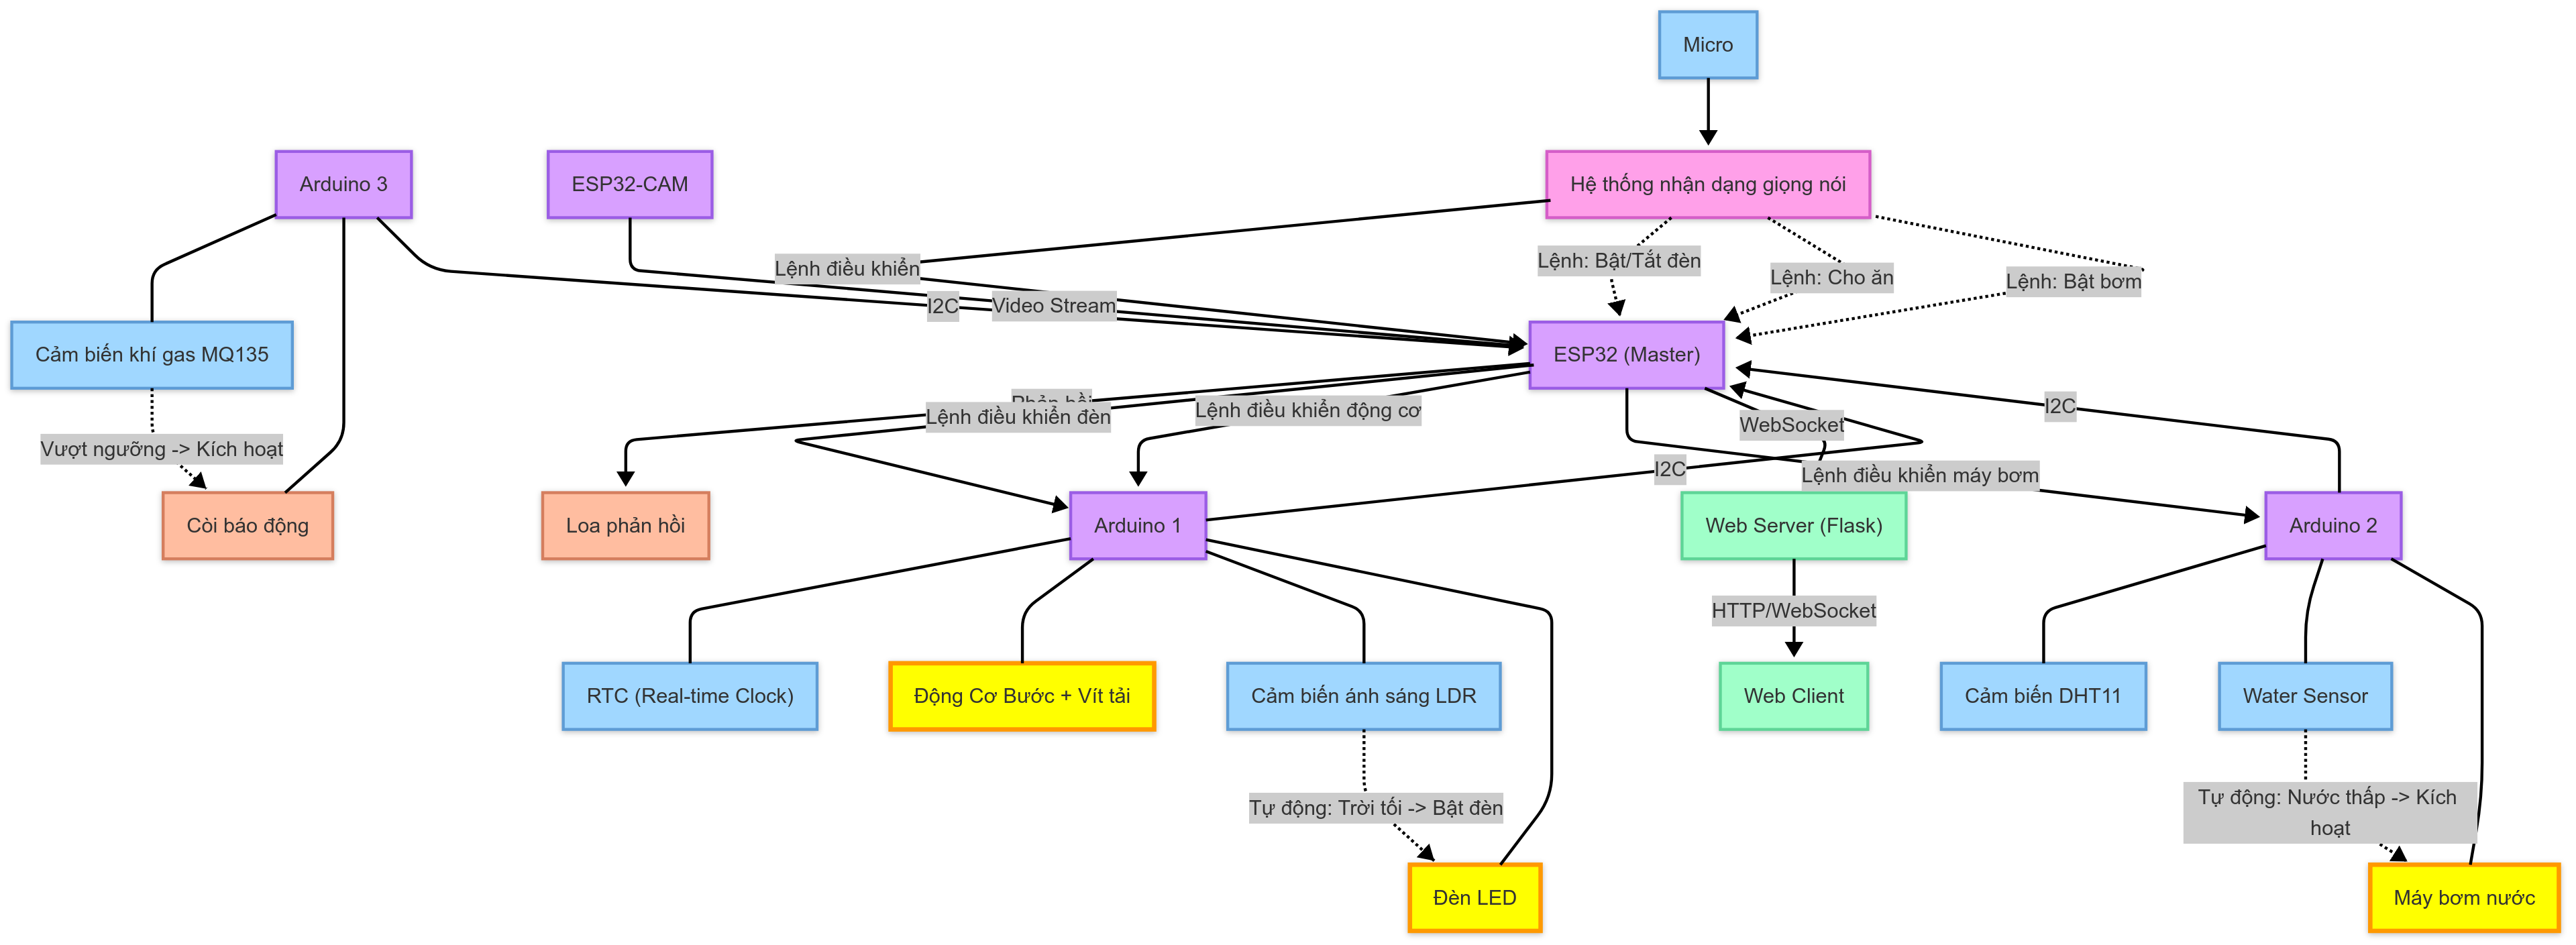 Micro
Arduino 3
ESP32-CAM
Hệ thống nhận dạng giọng nói
Lệnh điều khiển
Lệnh: Bật/Tắt đèn
Lệnh: Cho ăn
Lệnh: Bật bơm
I2C
Video Stream
Cảm biến khí gas MQ135
ESP32 (Master)
Phản hồi
Lệnh điều khiển đèn
Lệnh điều khiển động cơ
WebSocket
I2C
Vượt ngưỡng -> Kích hoạt
I2C
Lệnh điều khiển máy bơm
Còi báo động
Loa phản hồi
Arduino 1
Web Server (Flask)
Arduino 2
HTTP/WebSocket
RTC (Real-time Clock)
Động Cơ Bước + Vít tải
Cảm biến ánh sáng LDR
Web Client
Cảm biến DHT11
Water Sensor
Tự động: Trời tối -> Bật đèn
Tự động: Nước thấp -> Kích
hoạt
Đèn LED
Máy bơm nước